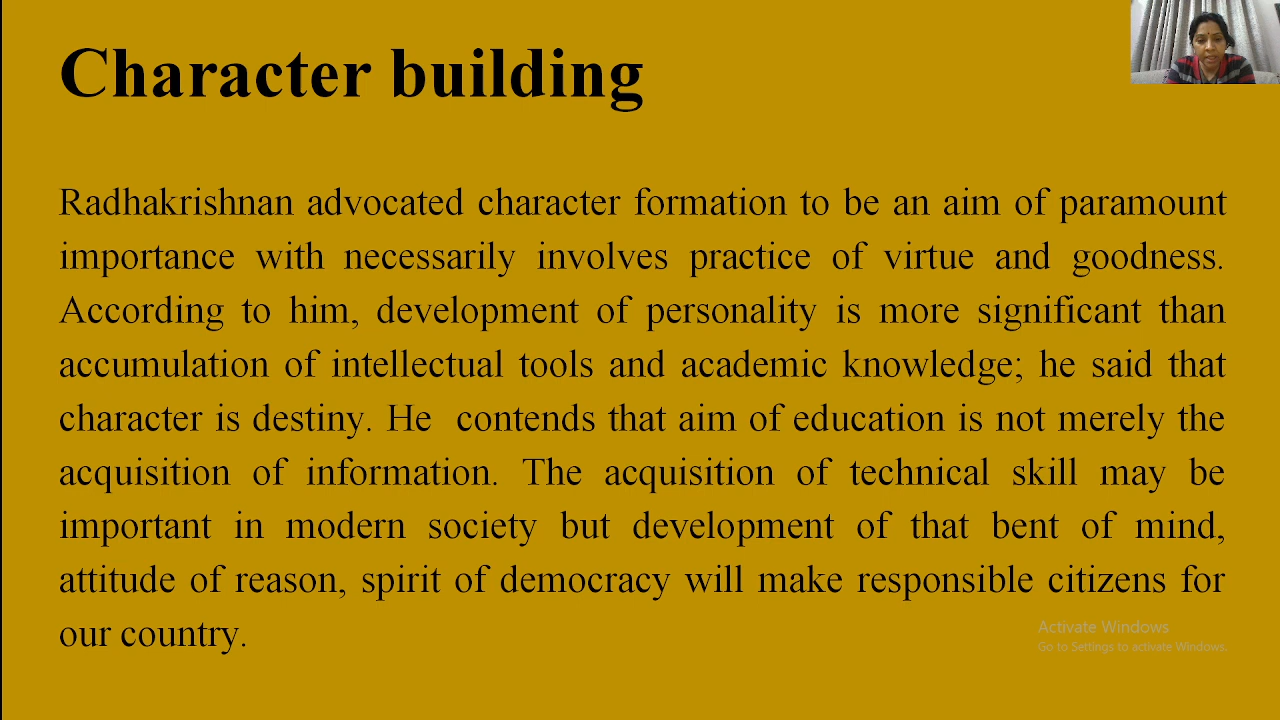 Character building
Radhakrishnan advocated character formation to be an aim of paramount
importance with necessarily involves practice of virtue and goodness.
According to him, development of personality is more significant than
accumulation of intellectual tools and academic knowledge; he said that
character is destiny. He contends that aim of education is not merely the
acquisition of information. The acquisition of technical skill may be
important in modern society but development of that bent of mind,
attitude of reason, spirit of democracy will make responsible citizens for
our country.
Activate Windows
Go to Settings to activate Windows.